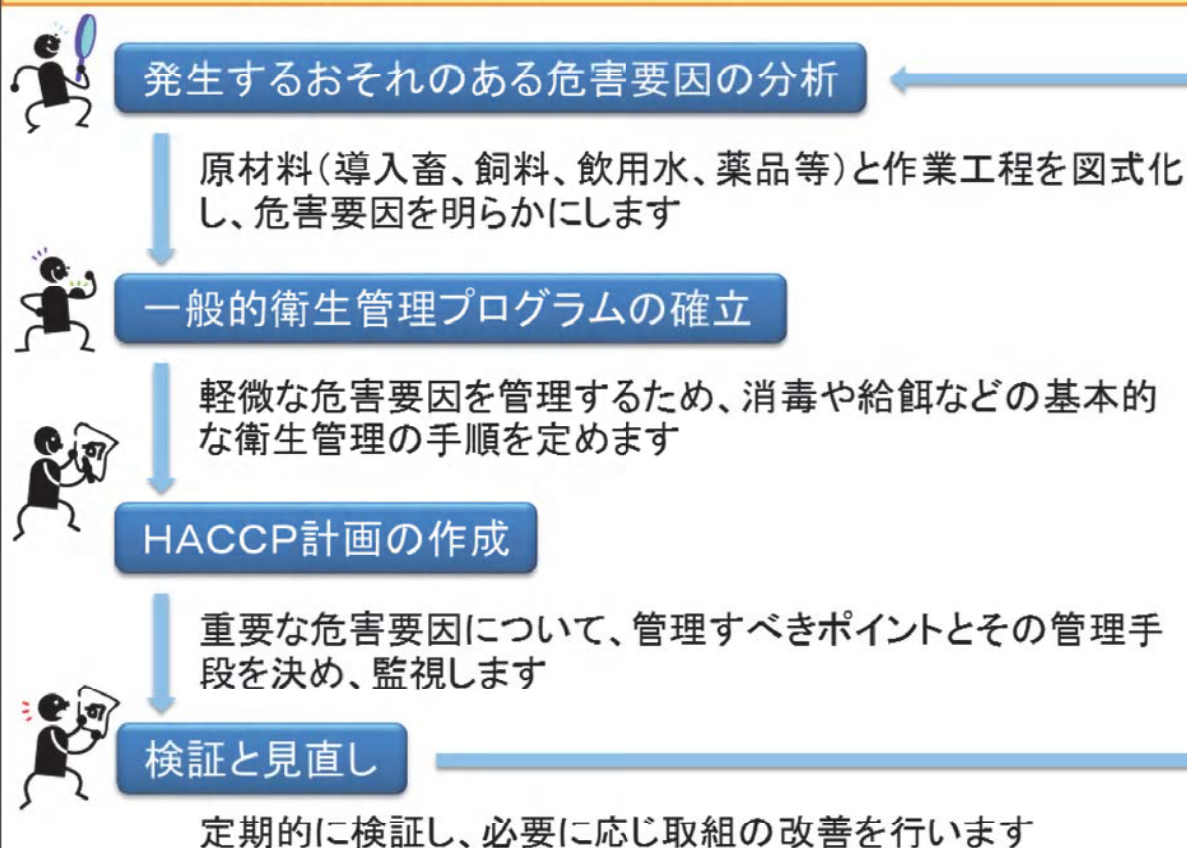 発生するおそれのある危害要因の分析
原材料(導入畜、飼料、飲用水、薬品等)と作業工程を図式化
し、危害要因を明らかにします
一般的衛生管理プログラムの確立
軽微な危害要因を管理するため、消毒や給餌などの基本的
な衛生管理の手順を定めます
HACCP計画の作成
重要な危害要因について、管理すべきポイントとその管理手
段を決め、監視します
検証と見直し
定期的に検証し、必要に応じ取組の改善を行います